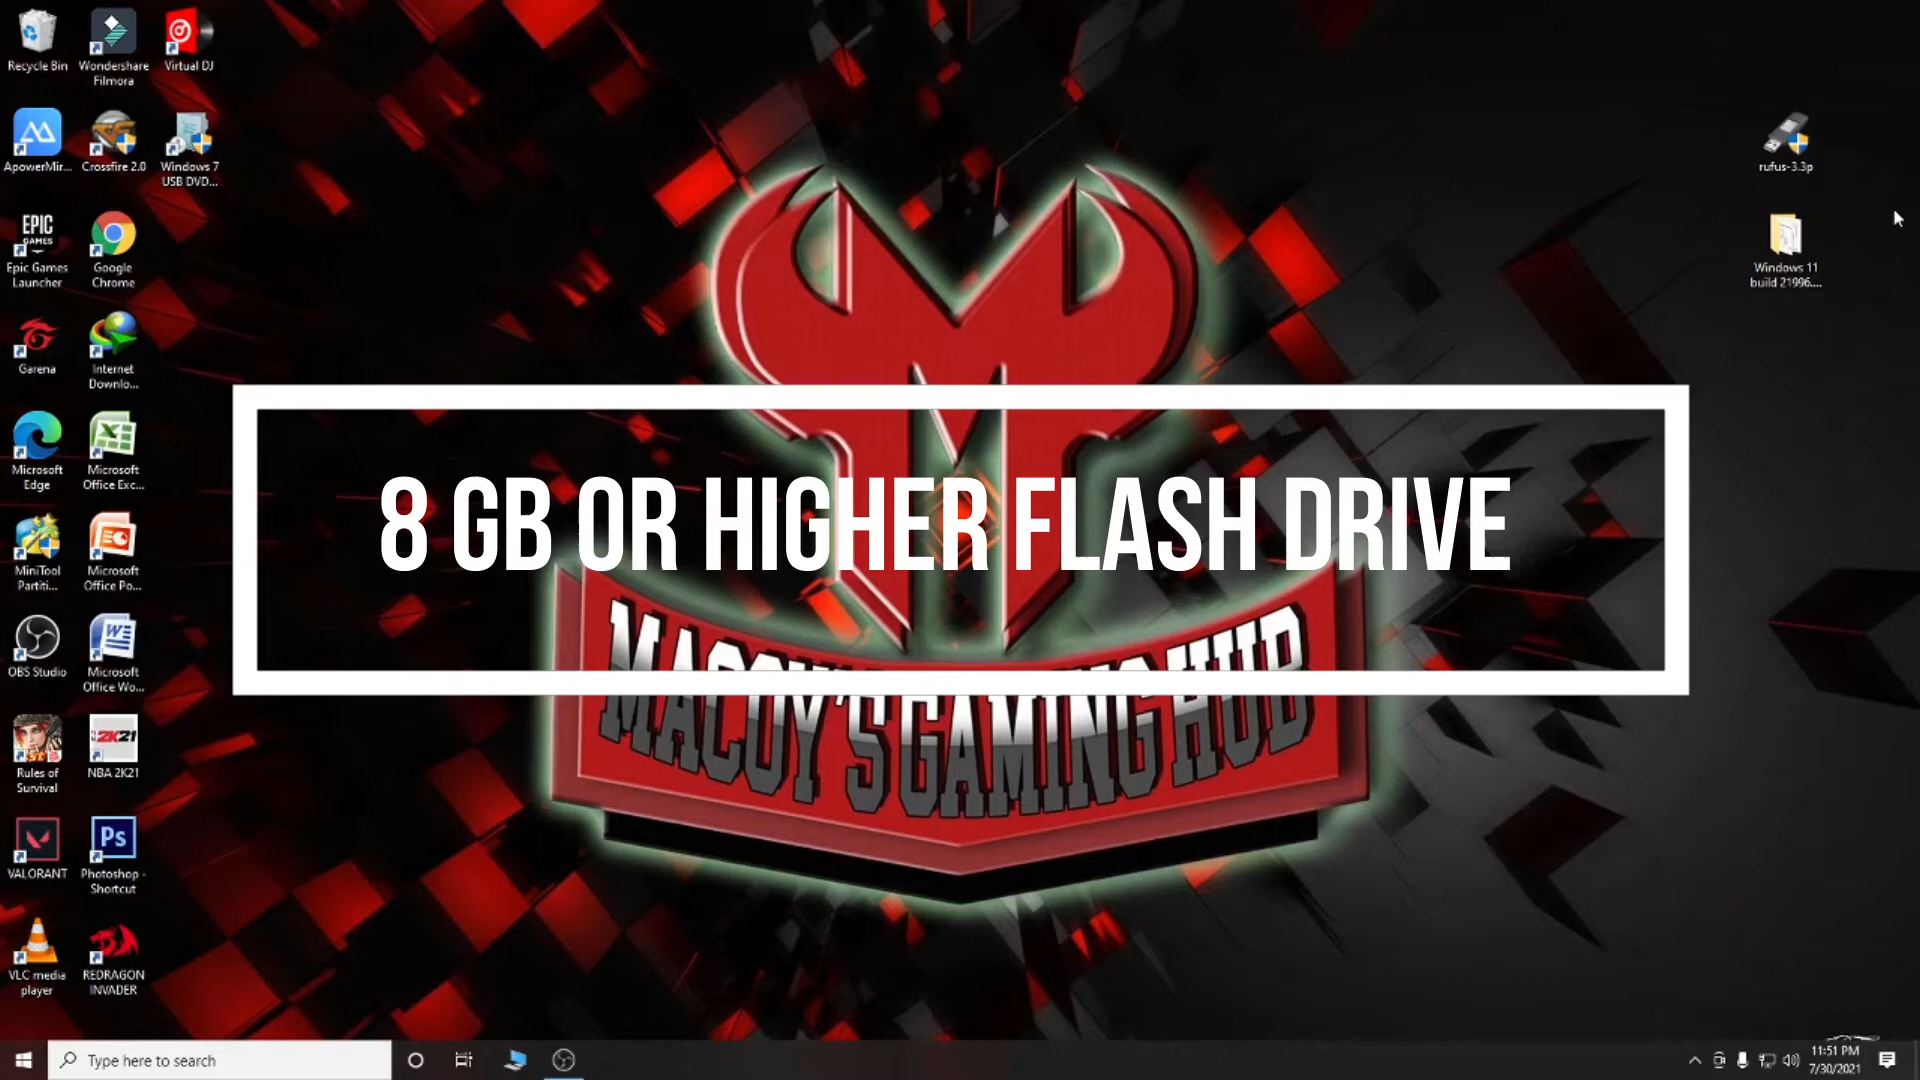 Recycle Bin
Wondershare
Filmora
Virtual DJ
ApowerMir...
Crossfire 2.0
Windows 7
USB DVD...
EPIC
GAMES
Epic Games
Launcher
Google
Chrome
Garena
Internet
Downlo...
Microsoft
Edge
Microsoft
Office Exc...
MiniTool
Partiti...
Microsoft
Office Po...
OBS Studio
Microsoft
Office Wo...
Rules of
Survival
2K21
NBA 2K21
VALORANT
Ps
Photoshop -
Shortcut
VLC media
player
REDRAGON
INVADER
rufus-3.3p
Windows 11
build 21996....
8 GB OR HIGHER FLASH DRIVE
MACOY'S GAMING HUB
Type here to search
11:51 PM
7/30/2021